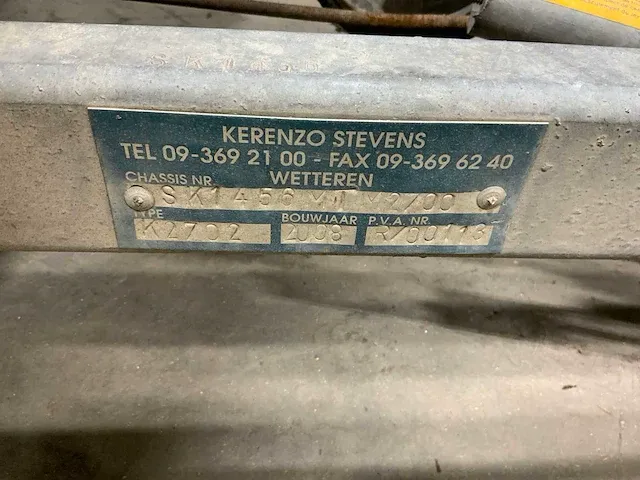 KERENZO STEVENS
TEL 09-369 21 00 - FAX 09-369 62 40
CHASSIS NR. WETTEREN
TYPE BOUWJAAR P.V.A. NR.
K2702 2008 R/00113